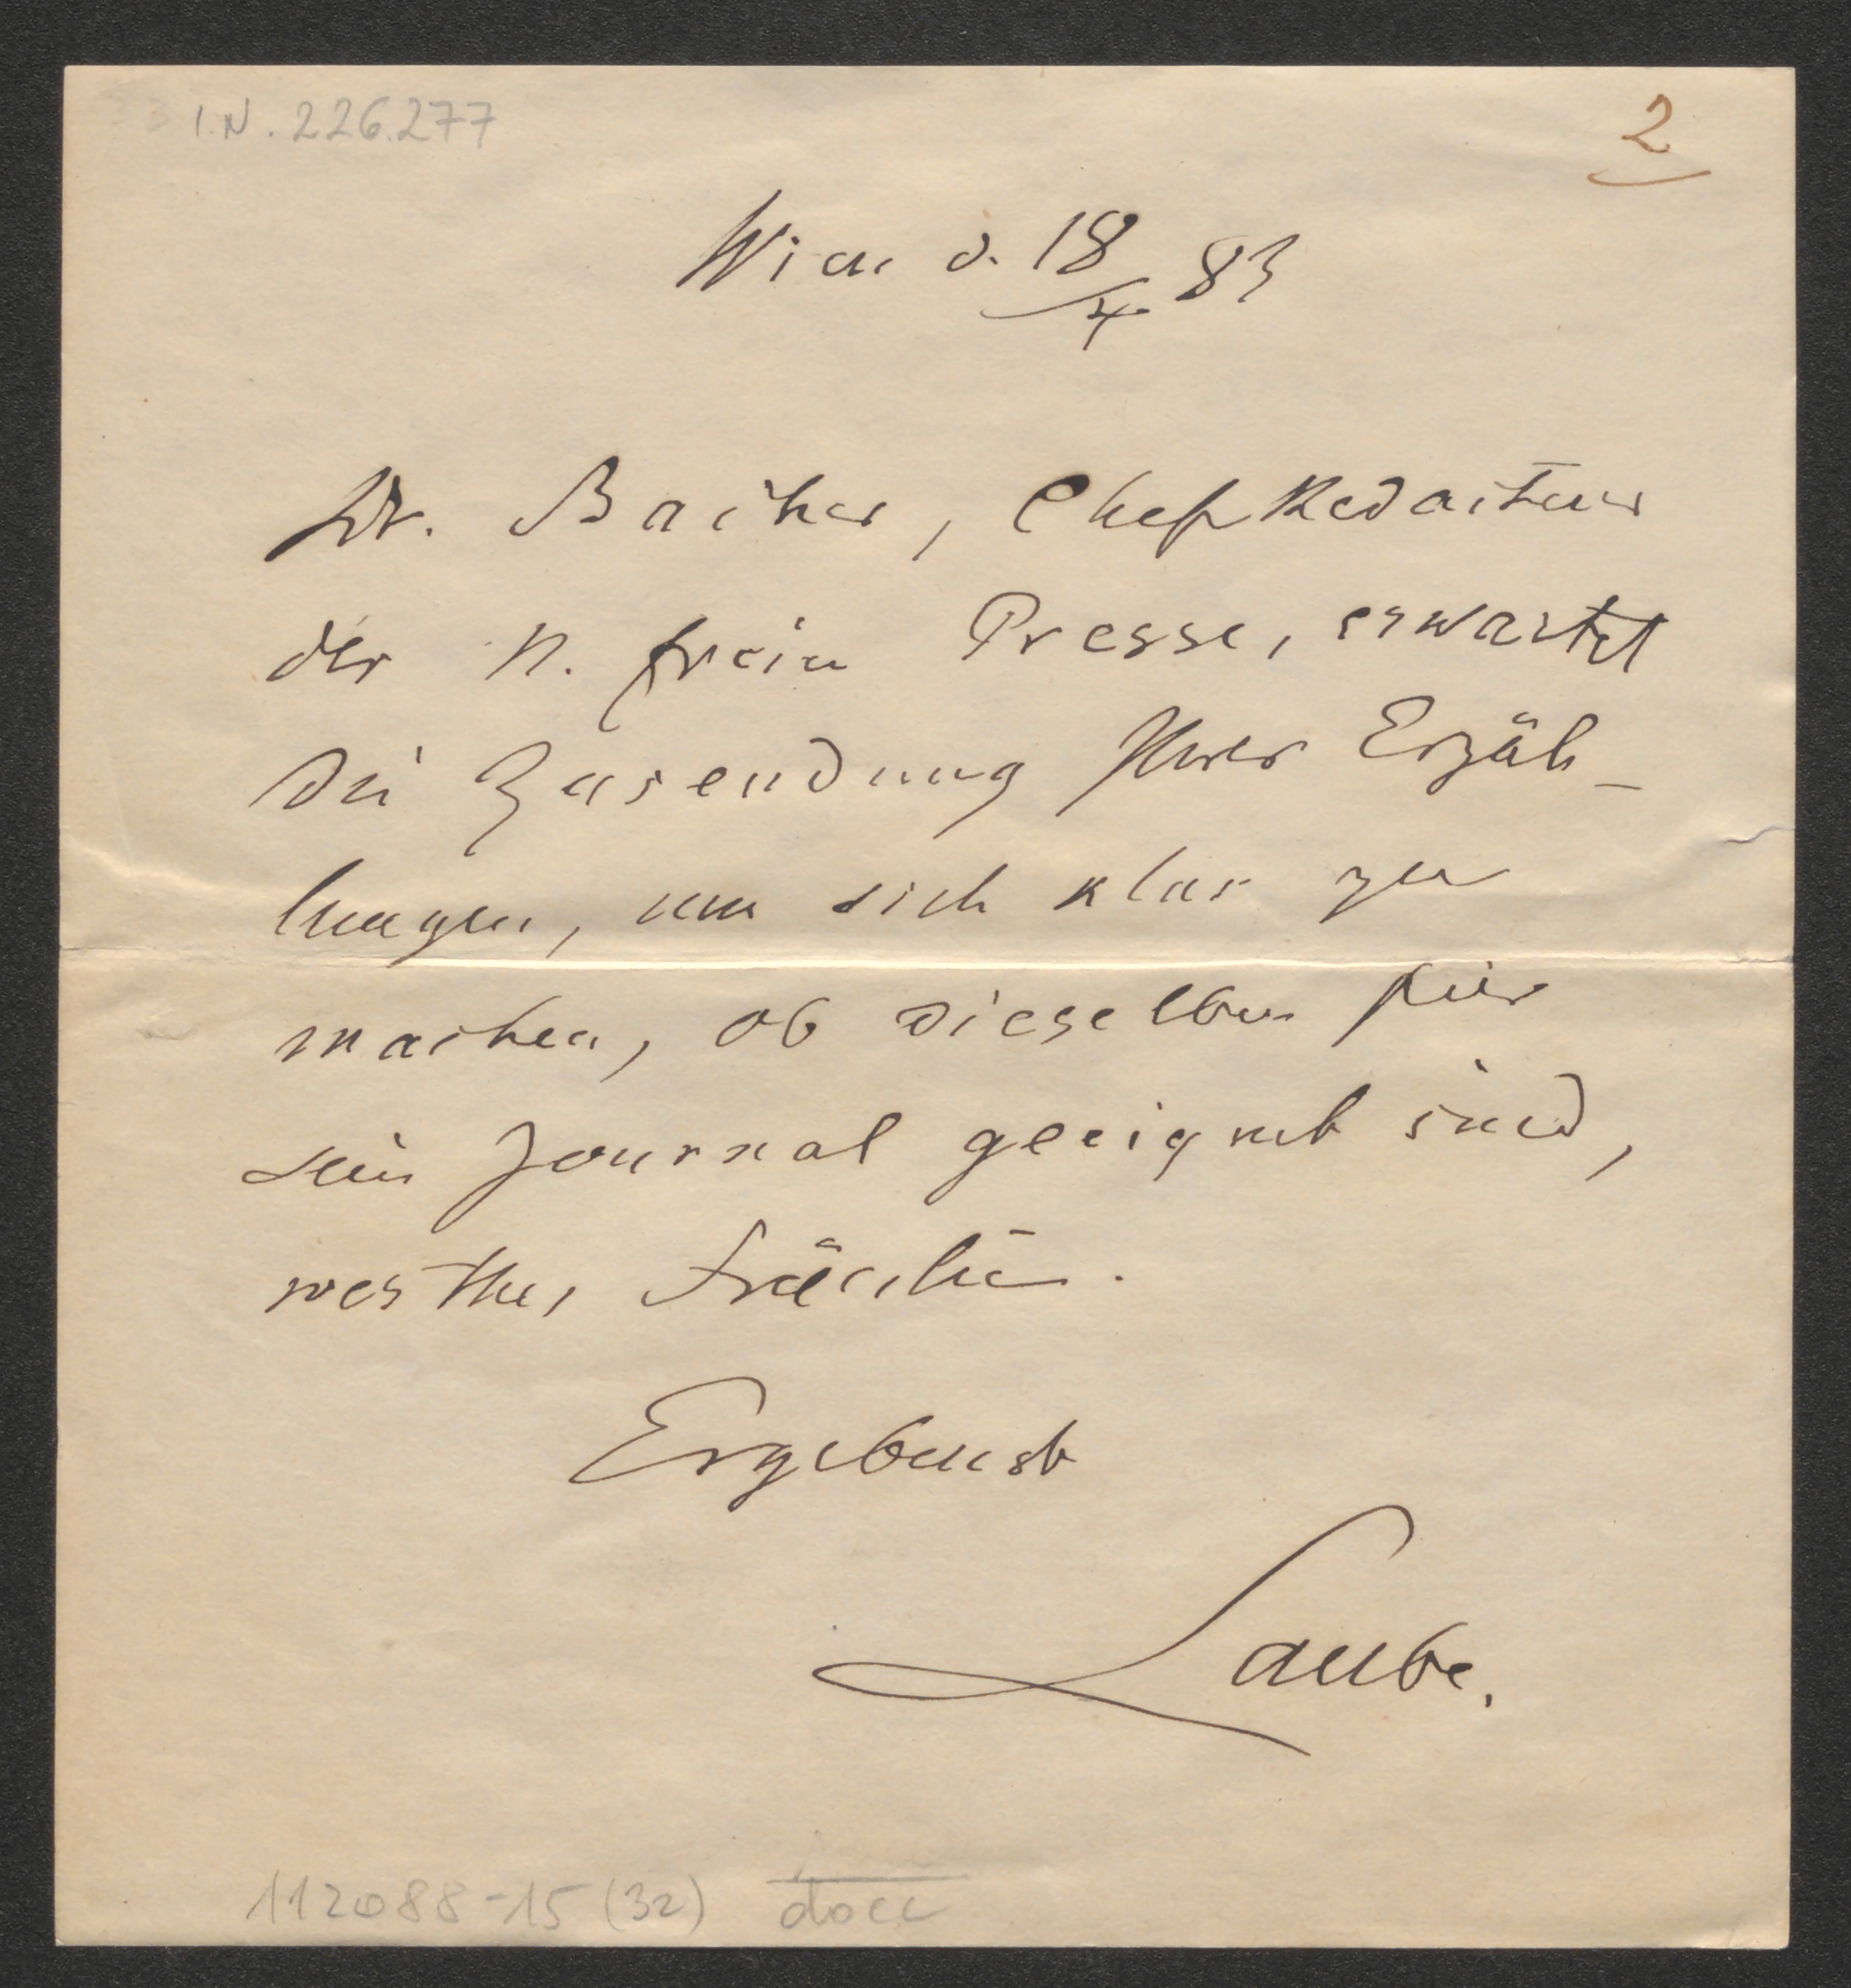 I.N. 226.277
2
Wien d. 18/4 83
Dr. Bacher, Chefredacteur
der N. freien Presse, erwartet
die Zusendung Ihrer Erzäh-
lungen, um sich klar zu
machen, ob dieselben für
sein Journal geeignet sind,
werthes Fräulein.
Ergebenst
Laube.
112088-15 (32)